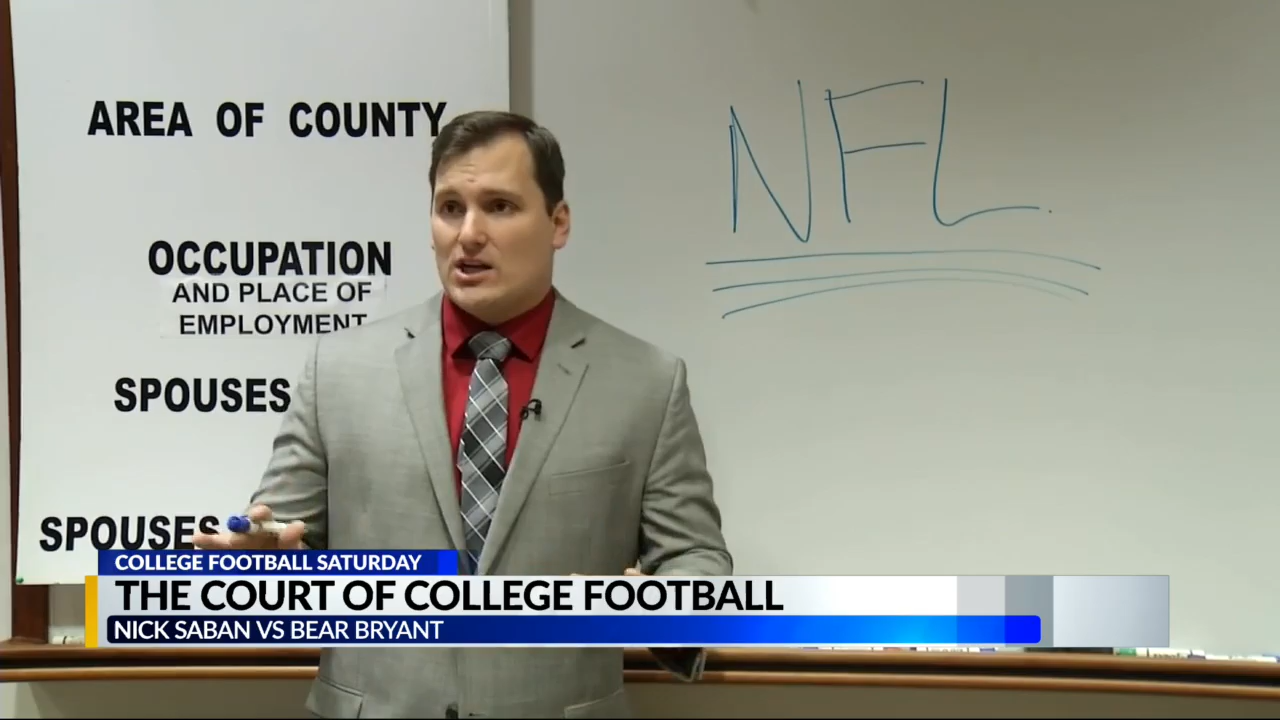 AREA OF COUNTY
NFL
OCCUPATION
AND PLACE OF
EMPLOYMENT
SPOUSES
SPOUSES
COLLEGE FOOTBALL SATURDAY
THE COURT OF COLLEGE FOOTBALL
NICK SABAN VS BEAR BRYANT